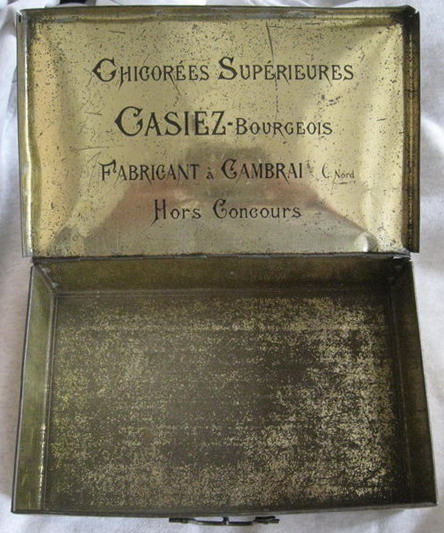 Chicorées Supérieures
Casiez-Bourgeois
Fabricant à Cambrai (Nord
Hors Concours